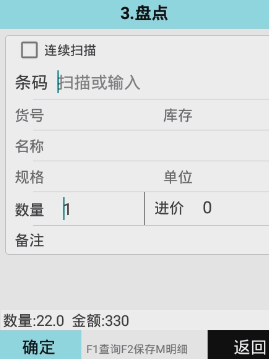 3.盘点
连续扫描
条码 扫描或输入
货号 库存
名称
规格 单位
数量 1 进价 0
备注
数量:22.0 金额:330
确定 F1查询F2保存M明细 返回